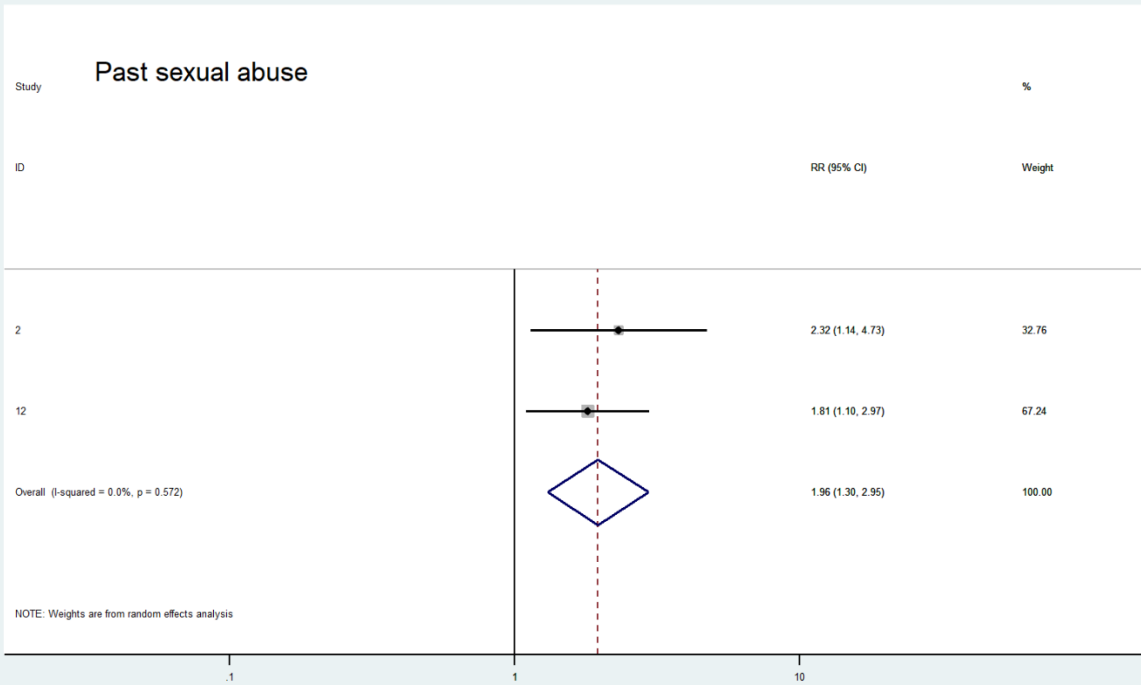 Past sexual abuse
Study %
ID RR (95% CI) Weight
2 2.32 (1.14, 4.73) 32.76
12 1.81 (1.10, 2.97) 67.24
Overall (I-squared = 0.0%, p = 0.572) 1.96 (1.30, 2.95) 100.00
NOTE: Weights are from random effects analysis
.1 1 10